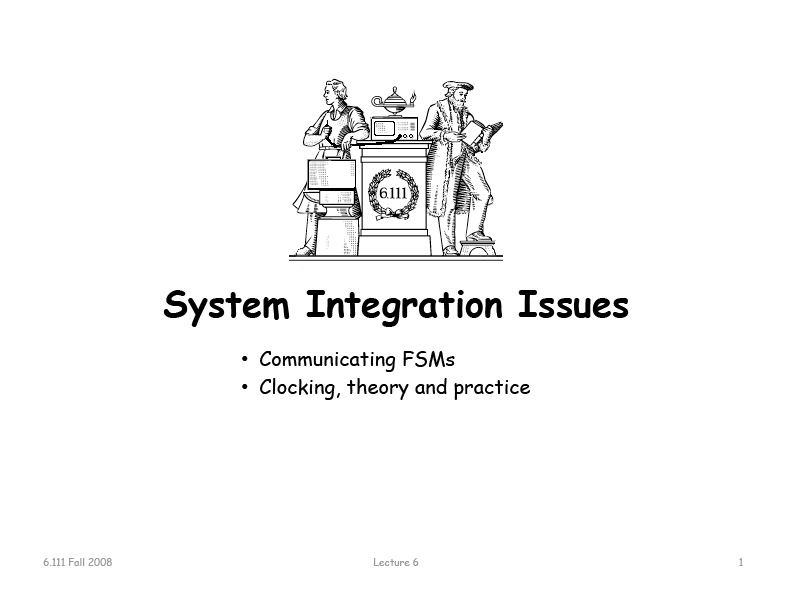 6.111
System Integration Issues
• Communicating FSMs
• Clocking, theory and practice
6.111 Fall 2008
Lecture 6
1